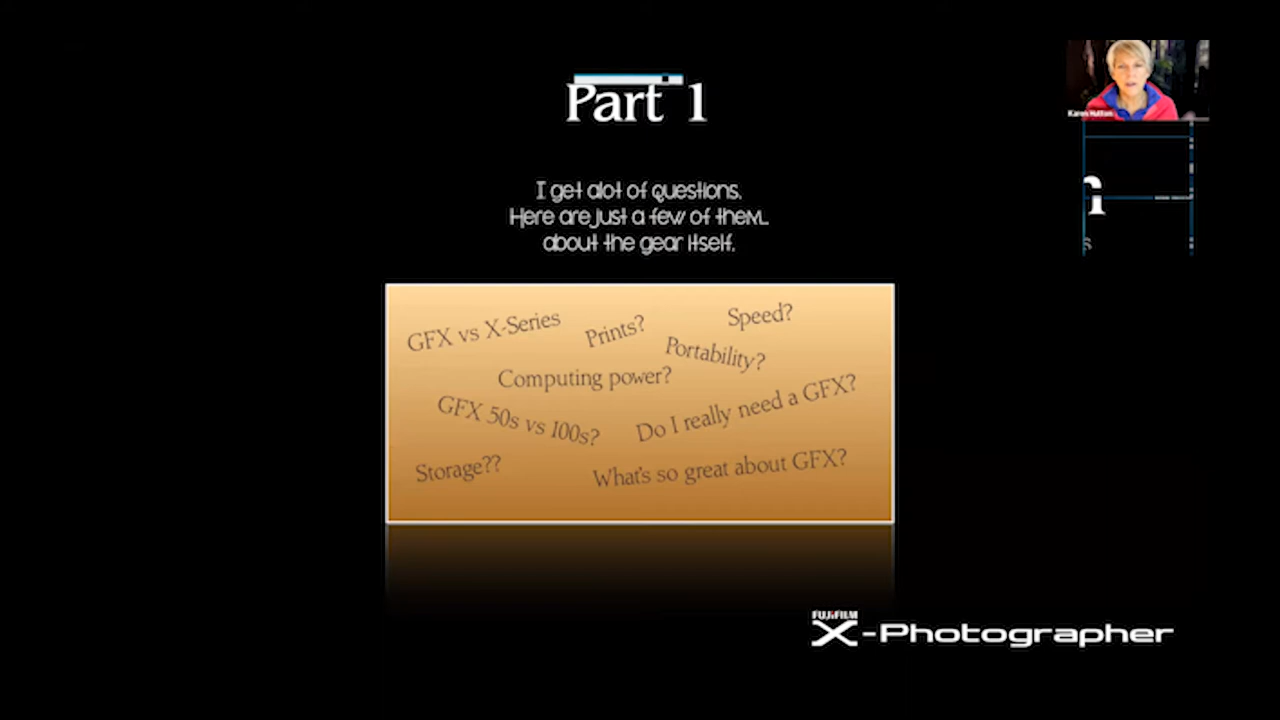 Part 1
Karen Hutton
I get alot of questions.
Here are just a few of them...
about the gear itself.
GFX vs X-Series
Prints?
Speed?
Portability?
Computing power?
GFX 50s vs 100s?
Do I really need a GFX?
Storage??
What's so great about GFX?
FUJIFILM
X-Photographer